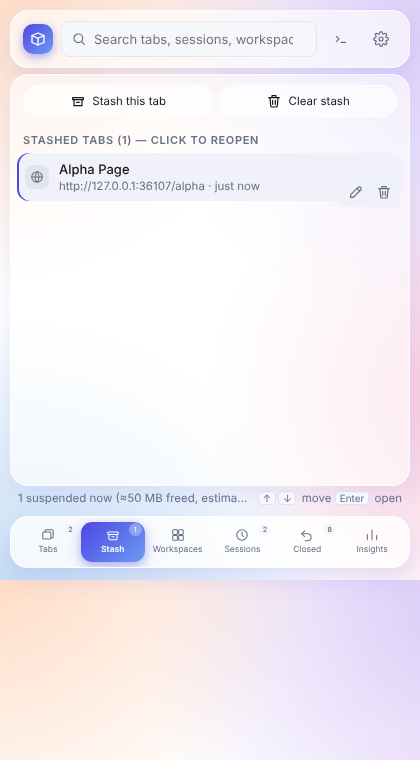 Search tabs, sessions, workspac
Stash this tab
Clear stash
STASHED TABS (1) — CLICK TO REOPEN
Alpha Page
http://127.0.0.1:36107/alpha · just now
1 suspended now (≈50 MB freed, estima... ↑ ↓ move Enter open
2
Tabs
1
Stash
Workspaces
2
Sessions
8
Closed
Insights